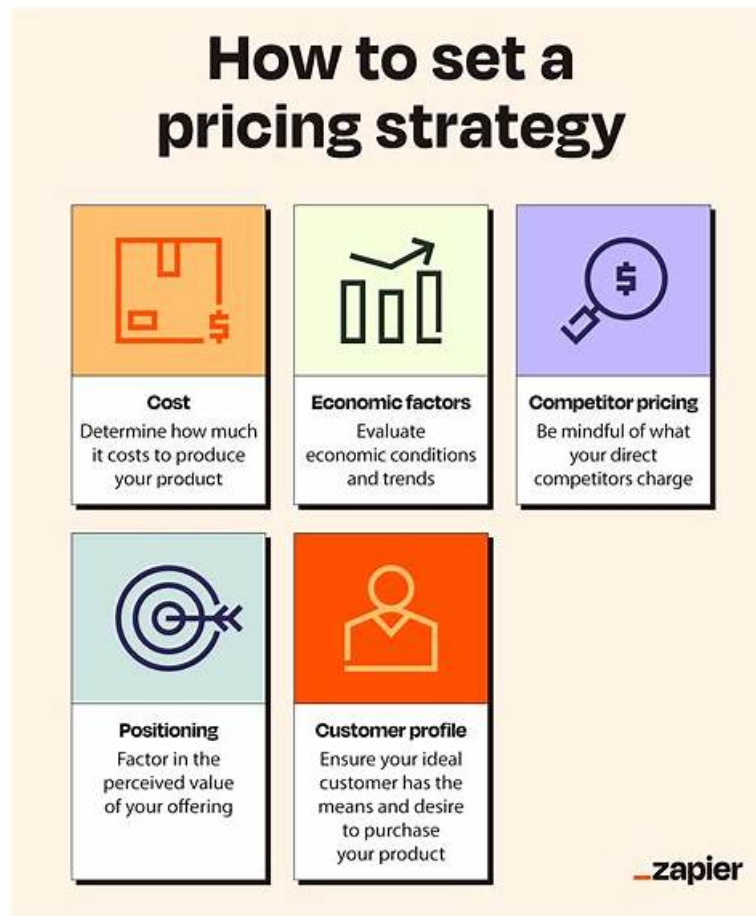 How to set a
pricing strategy
$
Cost
Determine how much
it costs to produce
your product
Economic factors
Evaluate
economic conditions
and trends
$
Competitor pricing
Be mindful of what
your direct
competitors charge
Positioning
Factor in the
perceived value
of your offering
Customer profile
Ensure your ideal
customer has the
means and desire
to purchase
your product
_zapier